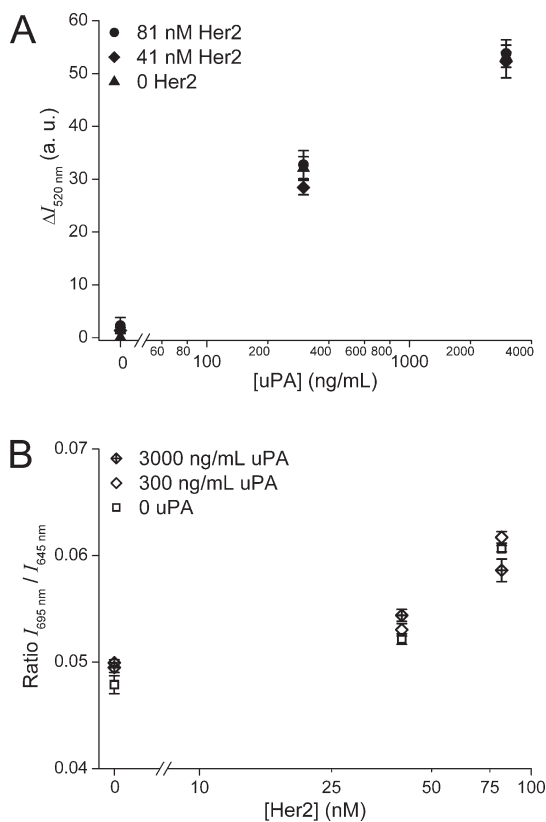 A
81 nM Her2
41 nM Her2
0 Her2
60
50
40
30
20
10
0
ΔI520 nm (a. u.)
0 60 80 100 200 400 600 800 1000 2000 4000
[uPA] (ng/mL)
B
3000 ng/mL uPA
300 ng/mL uPA
0 uPA
0.07
0.06
0.05
0.04
Ratio I695 nm / I645 nm
0 10 25 50 75 100
[Her2] (nM)